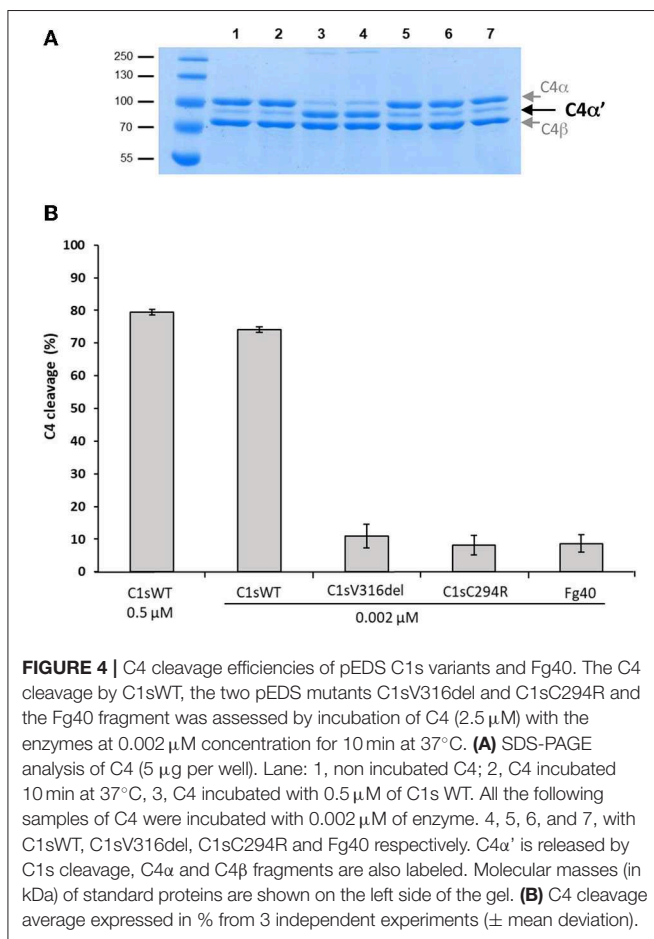 A
1 2 3 4 5 6 7
250
130
100
70
55
C4α
C4α’
C4β
B
C4 cleavage (%)
100
90
80
70
60
50
40
30
20
10
0
C1sWT C1sWT C1sV316del C1sC294R Fg40
0.5 µM 0.002 µM
FIGURE 4 | C4 cleavage efficiencies of pEDS C1s variants and Fg40. The C4
cleavage by C1sWT, the two pEDS mutants C1sV316del and C1sC294R and
the Fg40 fragment was assessed by incubation of C4 (2.5 µM) with the
enzymes at 0.002 µM concentration for 10 min at 37°C. (A) SDS-PAGE
analysis of C4 (5 µg per well). Lane: 1, non incubated C4; 2, C4 incubated
10 min at 37°C, 3, C4 incubated with 0.5 µM of C1s WT. All the following
samples of C4 were incubated with 0.002 µM of enzyme. 4, 5, 6, and 7, with
C1sWT, C1sV316del, C1sC294R and Fg40 respectively. C4α’ is released by
C1s cleavage, C4α and C4β fragments are also labeled. Molecular masses (in
kDa) of standard proteins are shown on the left side of the gel. (B) C4 cleavage
average expressed in % from 3 independent experiments (± mean deviation).